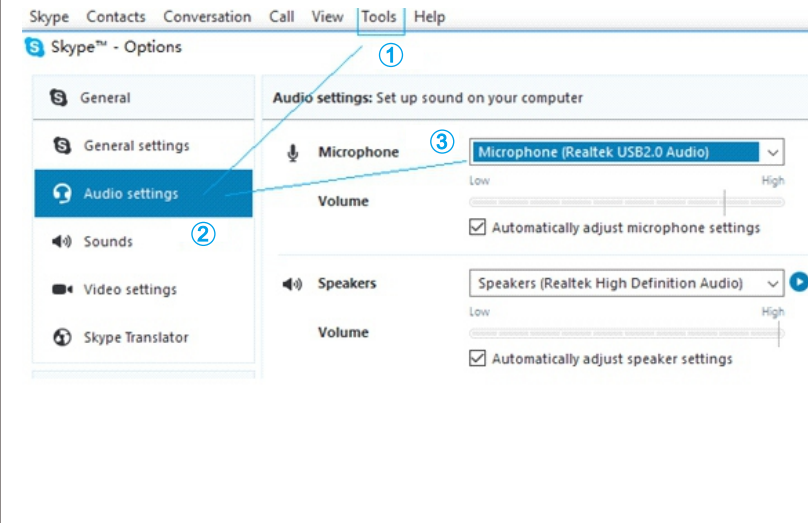 Skype Contacts Conversation Call View Tools Help
Skype™ - Options
①
General
General settings
Audio settings
②
Sounds
Video settings
Skype Translator
Audio settings: Set up sound on your computer
Microphone
③
Microphone (Realtek USB2.0 Audio)
Low High
Volume
Automatically adjust microphone settings
Speakers
Speakers (Realtek High Definition Audio)
Low High
Volume
Automatically adjust speaker settings